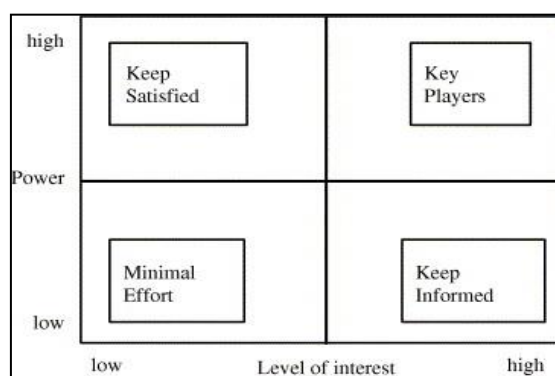 high
Keep
Satisfied
Key
Players
Power
Minimal
Effort
Keep
Informed
low
low
Level of interest
high